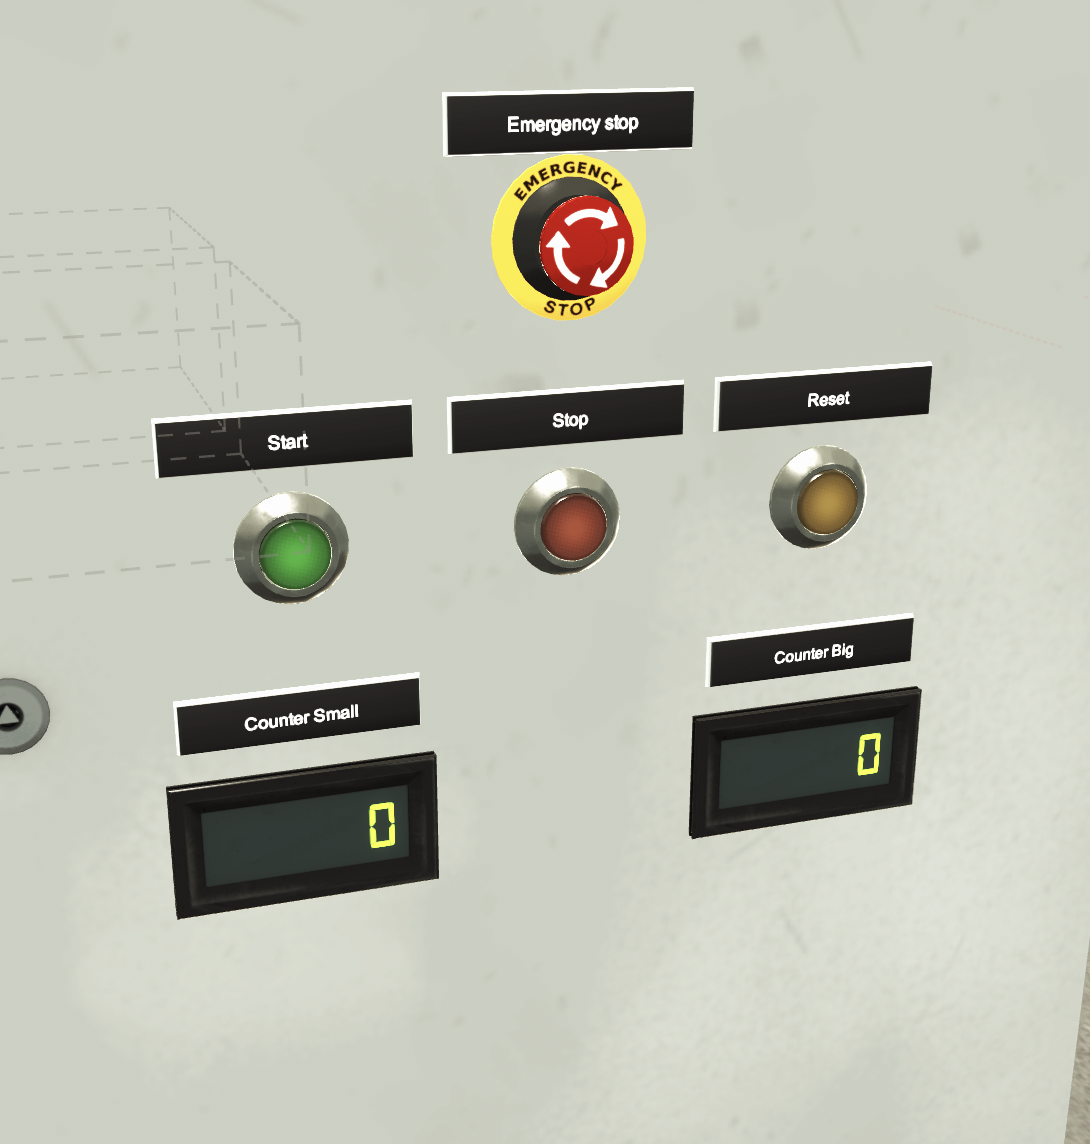 Emergency stop
EMERGENCY
STOP
Start
Stop
Reset
Counter Small
Counter Big
0
0